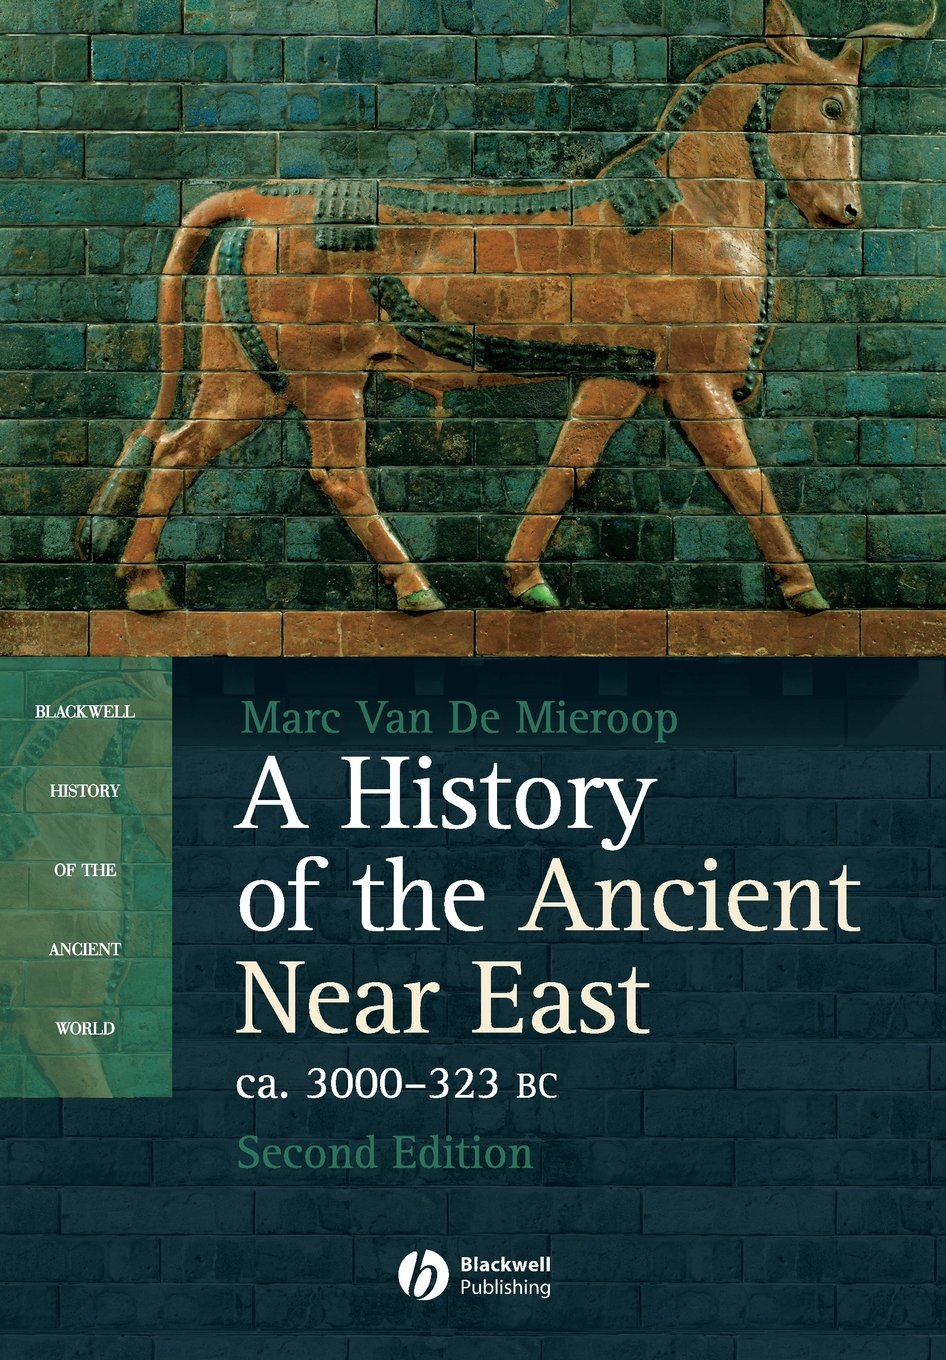 BLACKWELL
HISTORY
OF THE
ANCIENT
WORLD
Marc Van De Mieroop
A History
of the Ancient
Near East
ca. 3000–323 BC
Second Edition
b
Blackwell
Publishing